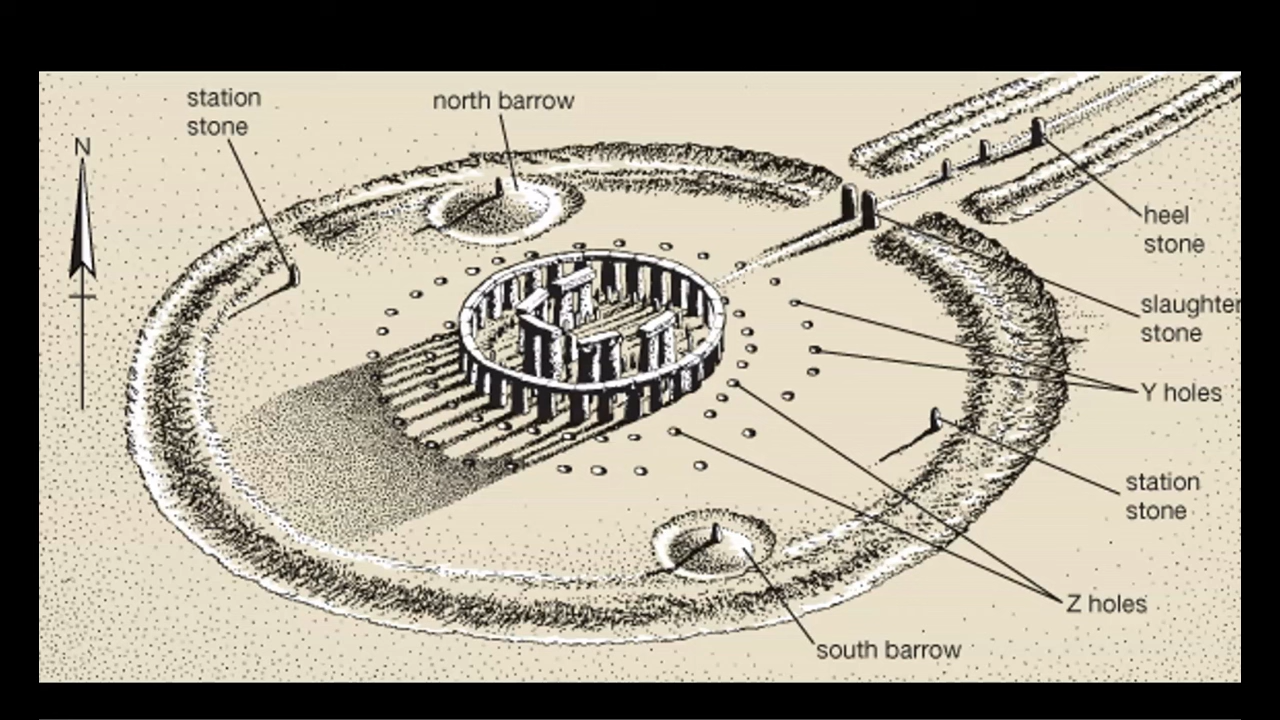 station
stone
north barrow
N
heel
stone
slaughter
stone
Y holes
station
stone
Z holes
south barrow